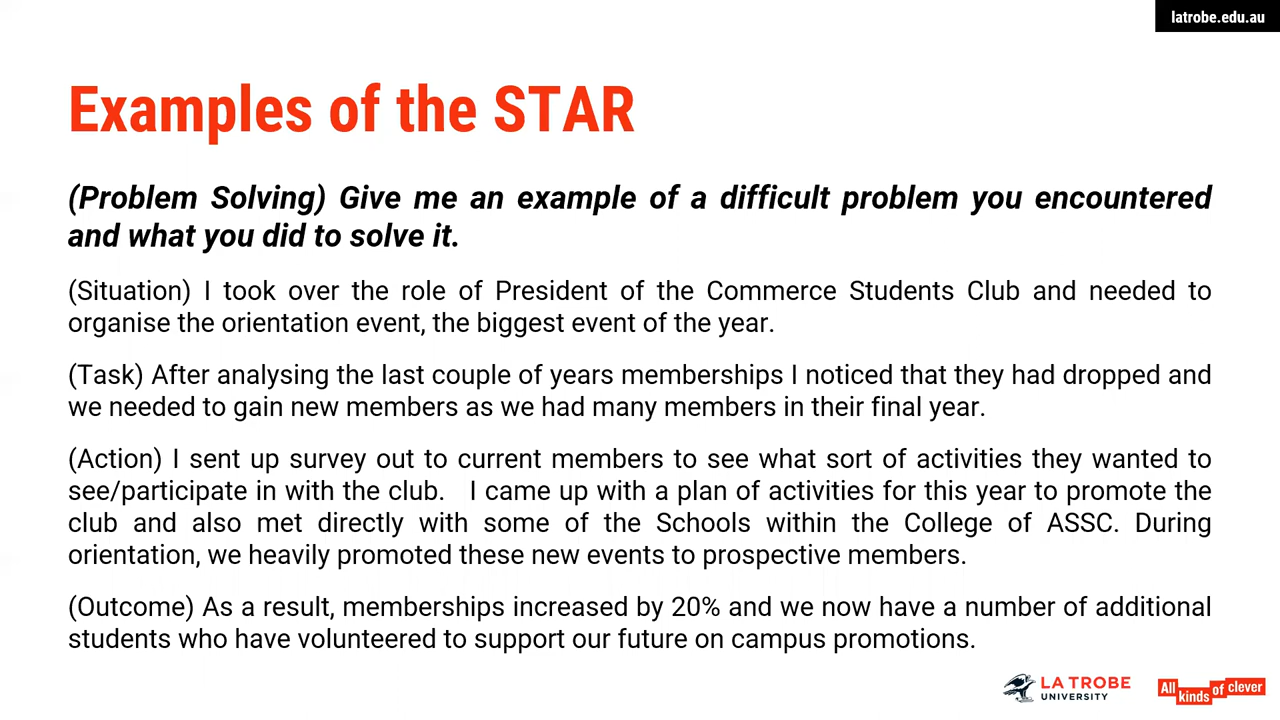 latrobe.edu.au
Examples of the STAR
(Problem Solving) Give me an example of a difficult problem you encountered
and what you did to solve it.
(Situation) I took over the role of President of the Commerce Students Club and needed to
organise the orientation event, the biggest event of the year.
(Task) After analysing the last couple of years memberships I noticed that they had dropped and
we needed to gain new members as we had many members in their final year.
(Action) I sent up survey out to current members to see what sort of activities they wanted to
see/participate in with the club.   I came up with a plan of activities for this year to promote the
club and also met directly with some of the Schools within the College of ASSC. During
orientation, we heavily promoted these new events to prospective members.
(Outcome) As a result, memberships increased by 20% and we now have a number of additional
students who have volunteered to support our future on campus promotions.
LA TROBE
UNIVERSITY
All kinds of clever